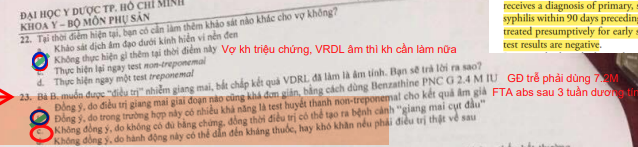 ĐẠI HỌC Y DƯỢC TP. HỒ CHÍ MINH
KHOA Y – BỘ MÔN PHỤ SẢN
22. Tại thời điểm hiện tại, bạn có cần làm thêm khảo sát nào khác cho vợ không?
a. Khảo sát dịch âm đạo dưới kính hiển vi nền đen
b. Không thực hiện gì thêm tại thời điểm này Vợ kh triệu chứng, VRDL âm thì kh cần làm nữa
c. Thực hiện lại ngay test non-treponemal
d. Thực hiện ngay một test treponemal
23. Bà B. muốn được “điều trị” nhiễm giang mai, bất chấp kết quả VDRL đã làm là âm tính. Bạn sẽ trả lời ra sao?
Đồng ý, do điều trị giang mai giai đoạn nào cũng khá đơn giản, bằng cách dùng Benzathine PNC G 2.4 M IU GĐ trễ phải dùng 7.2M
Đồng ý, do trong trường hợp này có nhiều khả năng là test huyết thanh non-treponemal cho kết quả âm giả FTA abs sau 3 tuần dương tín
c. Không đồng ý, do không có đủ bằng chứng, đồng thời điều trị có thể tạo ra bệnh cảnh “giang mai cụt đầu”
Không đồng ý, do hành động này có thể dẫn đến kháng thuốc, hay khó khăn nếu phải điều trị thật về sau
receives a diagnosis of primary, s
syphilis within 90 days precedin
treated presumptively for early s
test results are negative.